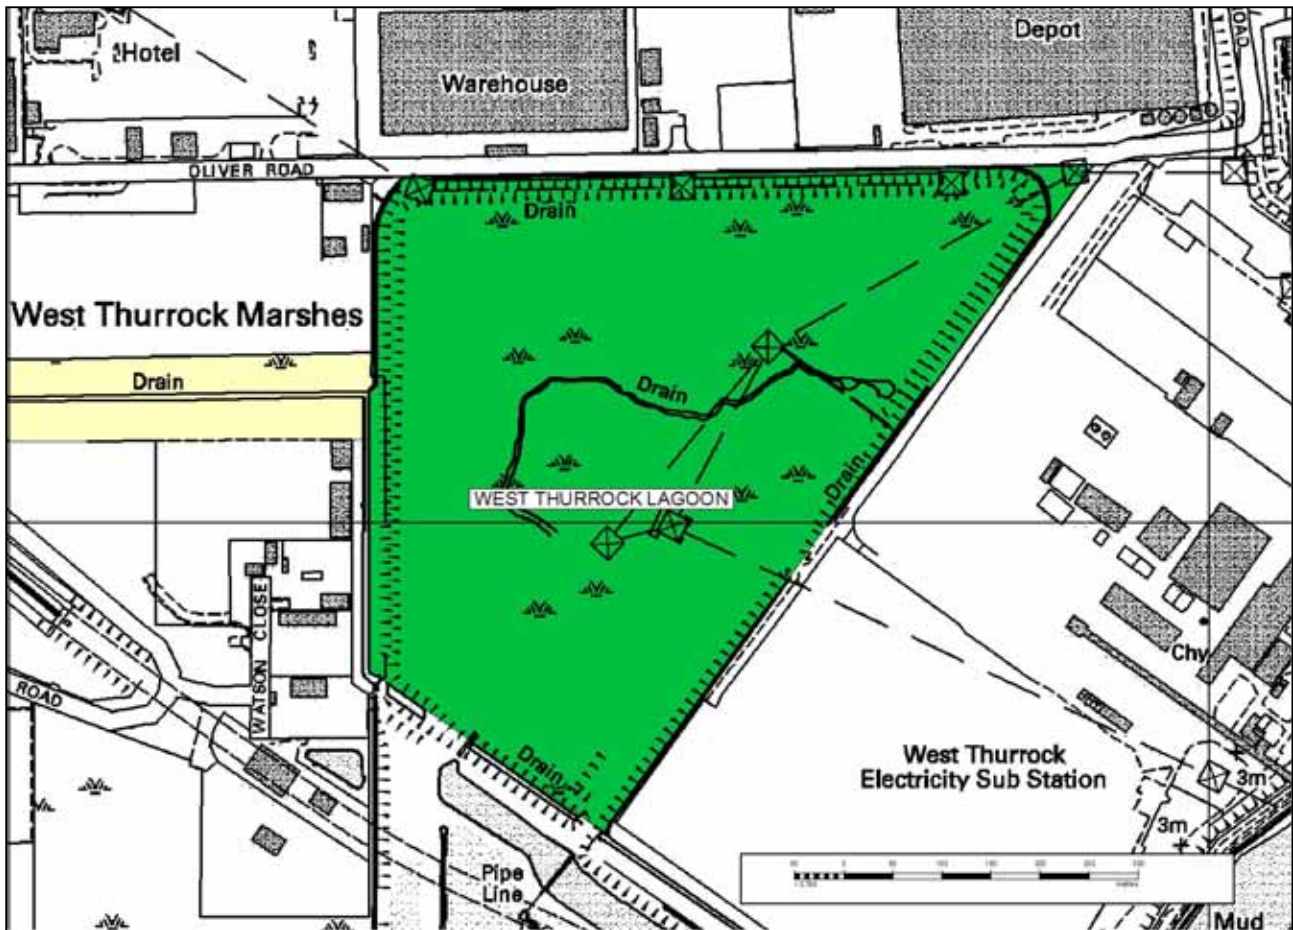 Hotel
Warehouse
Depot
ROAD
OLIVER ROAD
Drain
West Thurrock Marshes
Drain
Drain
Drain
WEST THURROCK LAGOON
WATSON CLOSE
ROAD
Chy
Drain
West Thurrock
Electricity Sub Station
3m
3m
Pipe
Line
Mud